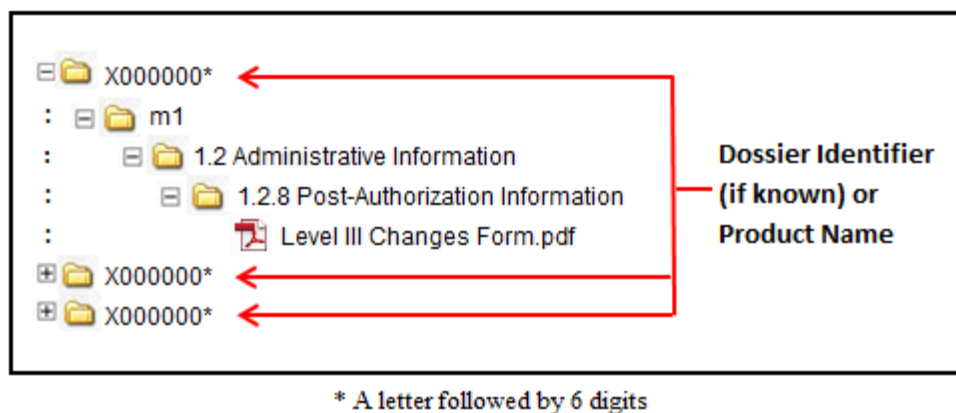 X000000*
: m1
: 1.2 Administrative Information
: 1.2.8 Post-Authorization Information
: Level III Changes Form.pdf
X000000*
X000000*
Dossier Identifier
(if known) or
Product Name
* A letter followed by 6 digits